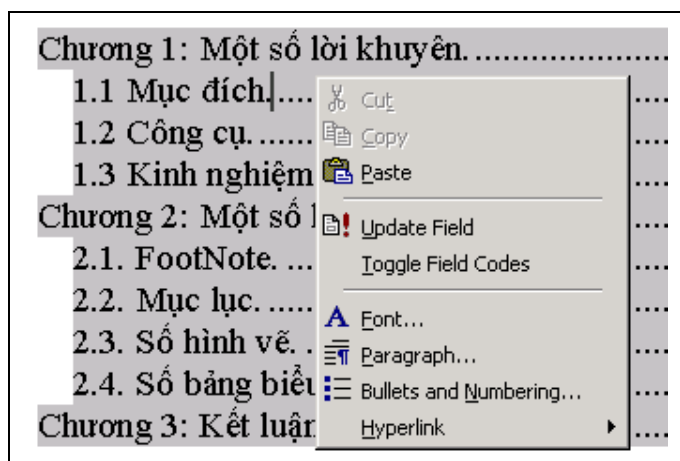 Chương 1: Một số lời khuyên. ......................
1.1 Mục đích. ....
1.2 Công cụ. ......
1.3 Kinh nghiệm
Chương 2: Một số
2.1. FootNote. ...
2.2. Mục lục. .....
2.3. Số hình vẽ. .
2.4. Số bảng biểu
Chương 3: Kết luận
Cut
Copy
Paste
Update Field
Toggle Field Codes
Font...
Paragraph...
Bullets and Numbering...
Hyperlink